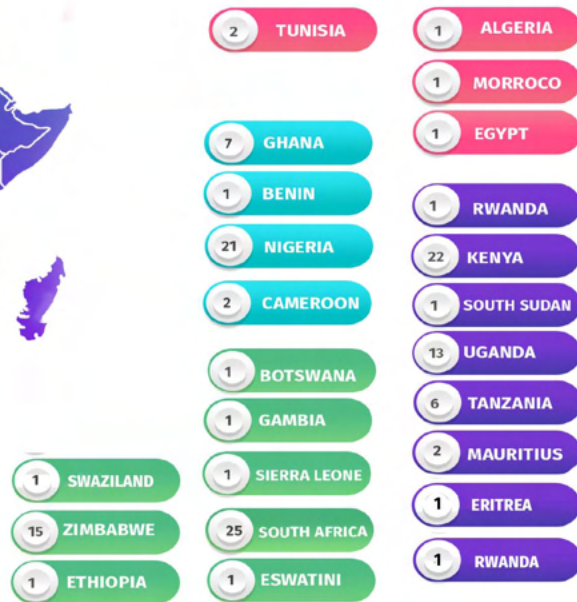 2 TUNISIA
1 ALGERIA
1 MORROCO
1 EGYPT
7 GHANA
1 BENIN
21 NIGERIA
2 CAMEROON
1 RWANDA
22 KENYA
1 SOUTH SUDAN
13 UGANDA
6 TANZANIA
2 MAURITIUS
1 ERITREA
1 RWANDA
1 BOTSWANA
1 GAMBIA
1 SIERRA LEONE
25 SOUTH AFRICA
1 ESWATINI
1 SWAZILAND
15 ZIMBABWE
1 ETHIOPIA